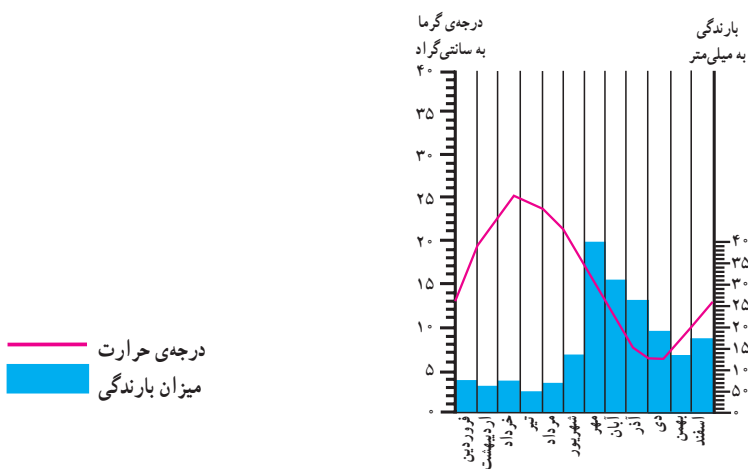 بارندگی
به میلی‌متر
درجه‌ی گرما
به سانتی‌گراد
۴۰
۳۵
۳۰
۲۵
۲۰
۱۵
۱۰
۵
۰
۴۰
۳۵
۳۰
۲۵
۲۰
۱۵
۱۰
۵۰
۰
فروردین
اردیبهشت
خرداد
تیر
مرداد
شهریور
مهر
آبان
آذر
دی
بهمن
اسفند
درجه‌ی حرارت
میزان بارندگی